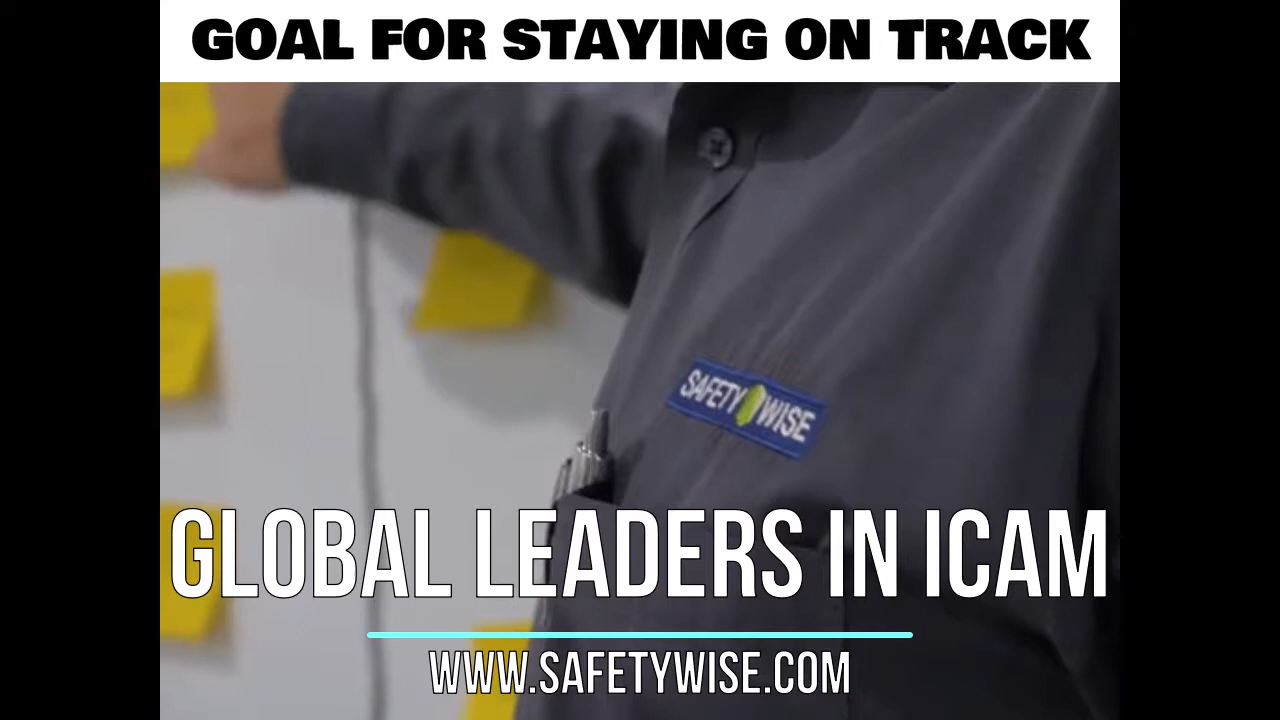 GOAL FOR STAYING ON TRACK
SAFETY WISE
GLOBAL LEADERS IN ICAM
WWW.SAFETYWISE.COM